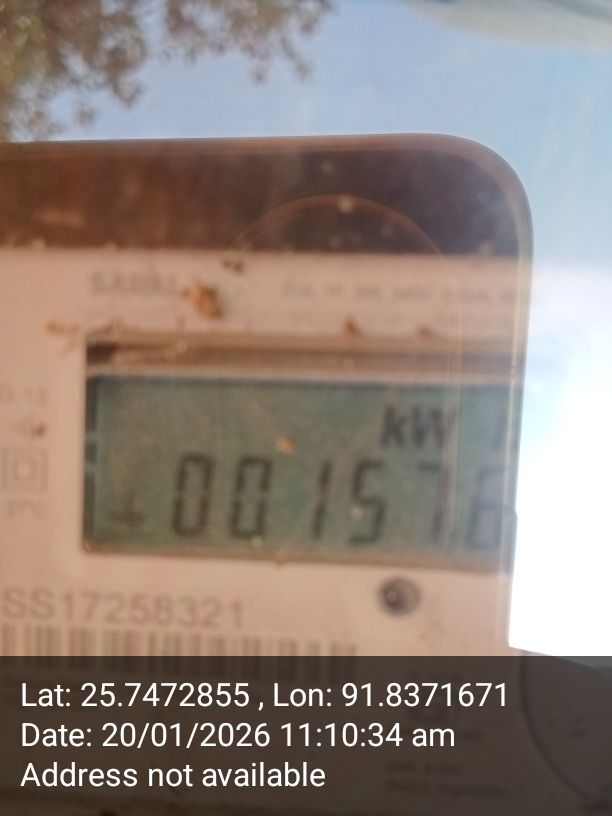 kW
00157.6
SS17258321
Lat: 25.7472855 , Lon: 91.8371671
Date: 20/01/2026 11:10:34 am
Address not available